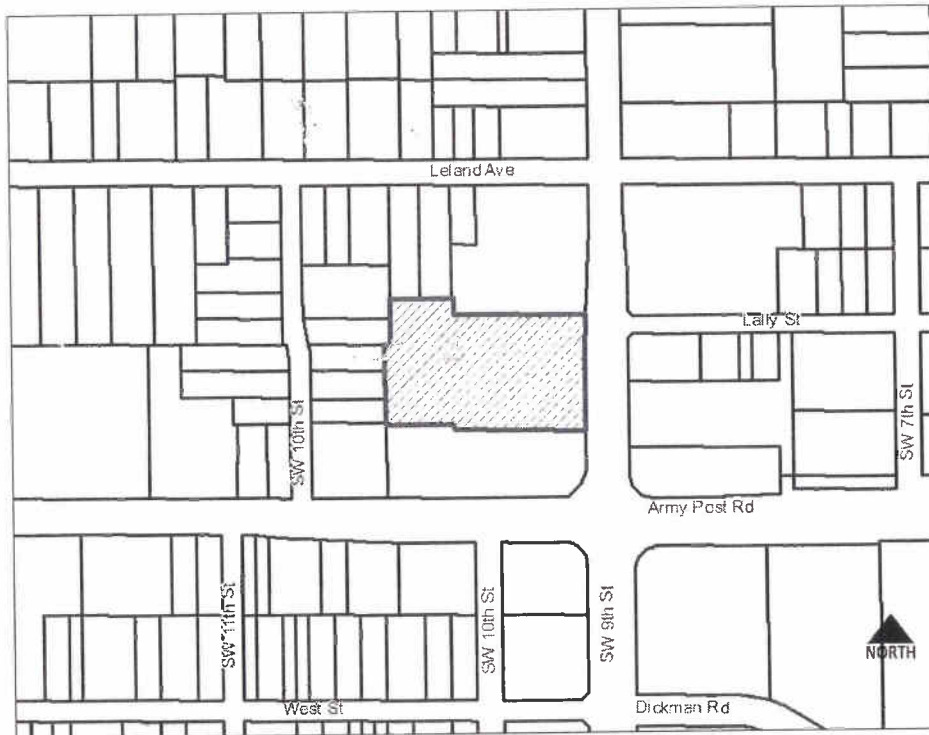 Leland Ave
Lally St
SW 10th St
SW 7th St
Army Post Rd
SW 11th St
SW 10th St
SW 9th St
NORTH
West St
Dickman Rd